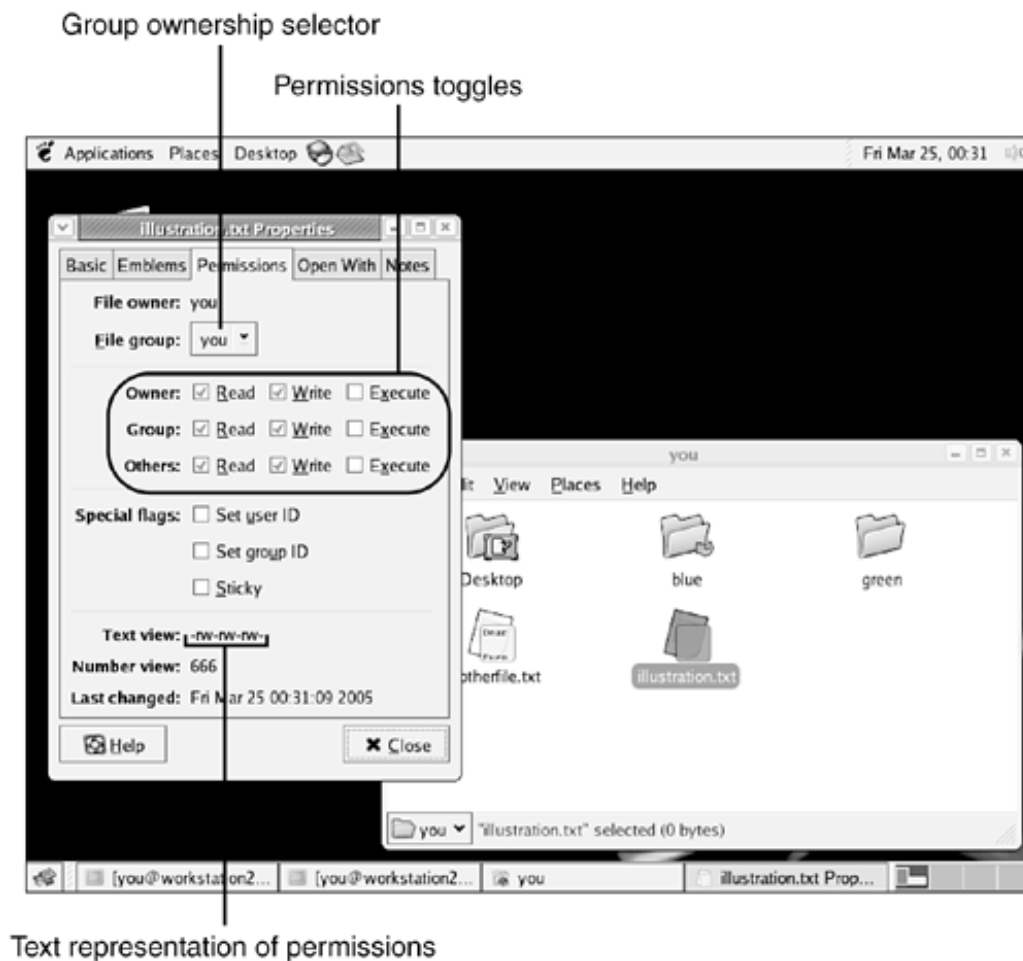 Group ownership selector
Permissions toggles
Applications Places Desktop
Fri Mar 25, 00:31
illustration.txt Properties
Basic Emblems Permissions Open With Notes
File owner: you
File group: you
Owner: Read Write Execute
Group: Read Write Execute
Others: Read Write Execute
Special flags: Set user ID
Set group ID
Sticky
Text view: -rw-rw-rw-
Number view: 666
Last changed: Fri Mar 25 00:31:09 2005
Help
Close
you
View Places Help
Desktop
blue
green
otherfile.txt
illustration.txt
you
"illustration.txt" selected (0 bytes)
[you@workstation2...
[you@workstation2...
you
illustration.txt Prop...
Text representation of permissions